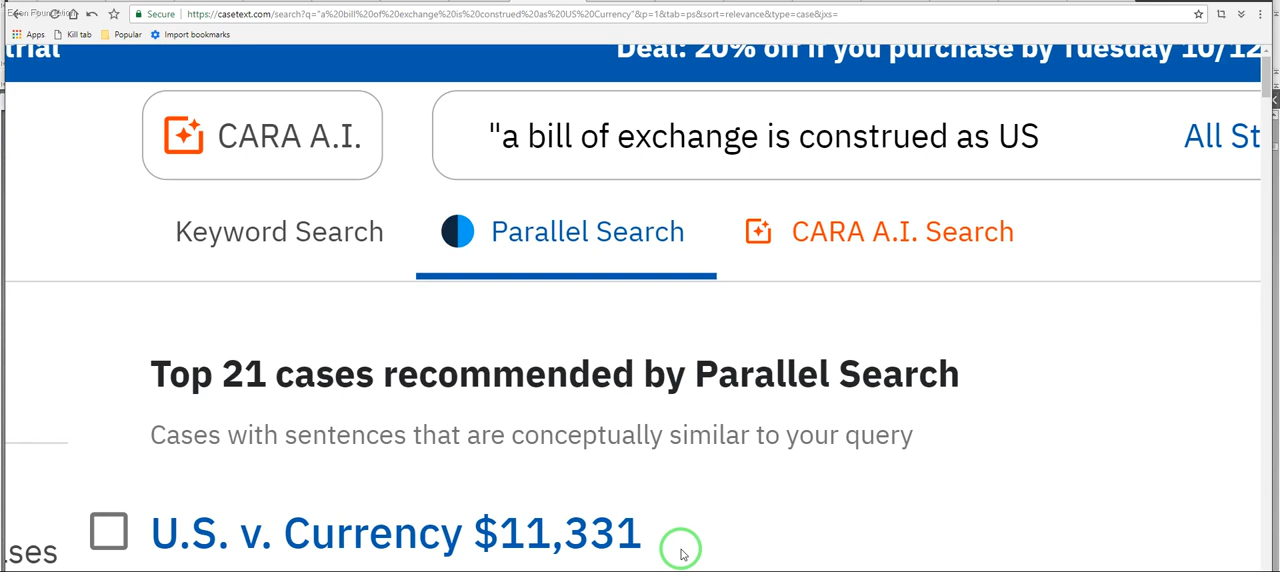 Secure https://casetext.com/search?q="a%20bill%20of%20exchange%20is%20construed%20as%20US%20Currency"&p=1&tab=ps&sort=relevance&type=case&jxs=
Apps Kill tab Popular Import bookmarks
trial Deal: 20% off if you purchase by Tuesday 10/12
CARA A.I. "a bill of exchange is construed as US All St
Keyword Search Parallel Search CARA A.I. Search
Top 21 cases recommended by Parallel Search
Cases with sentences that are conceptually similar to your query
U.S. v. Currency $11,331
ses